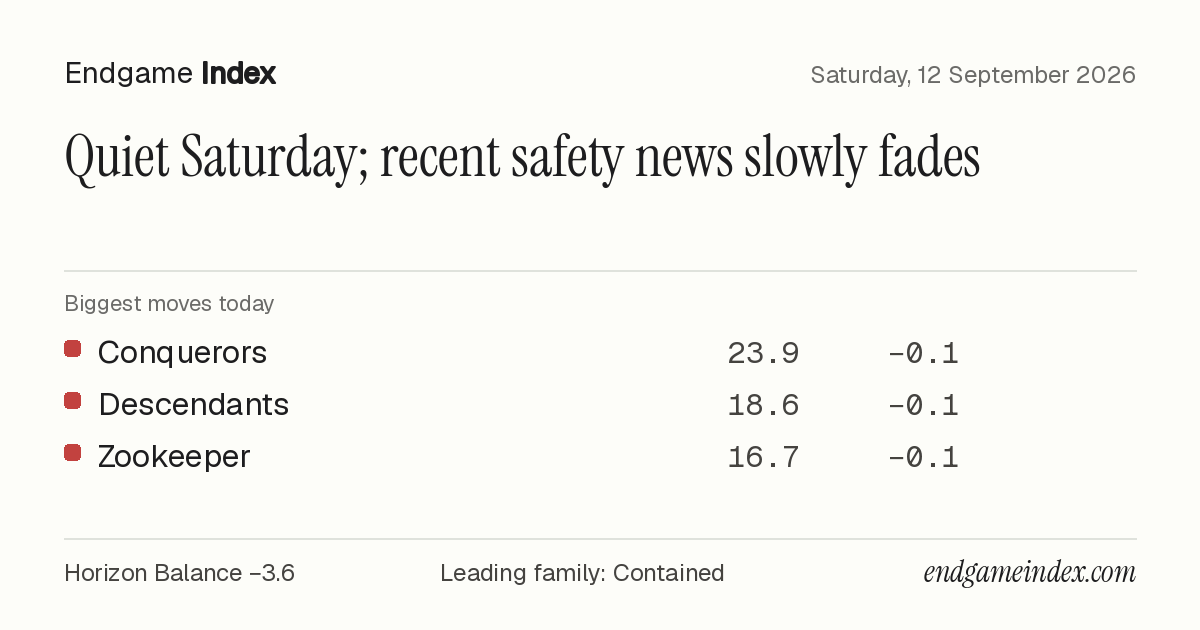 Endgame Index
Saturday, 12 September 2026
Quiet Saturday; recent safety news slowly fades
Biggest moves today
Conquerors 23.9 −0.1
Descendants 18.6 −0.1
Zookeeper 16.7 −0.1
Horizon Balance −3.6
Leading family: Contained
endgameindex.com